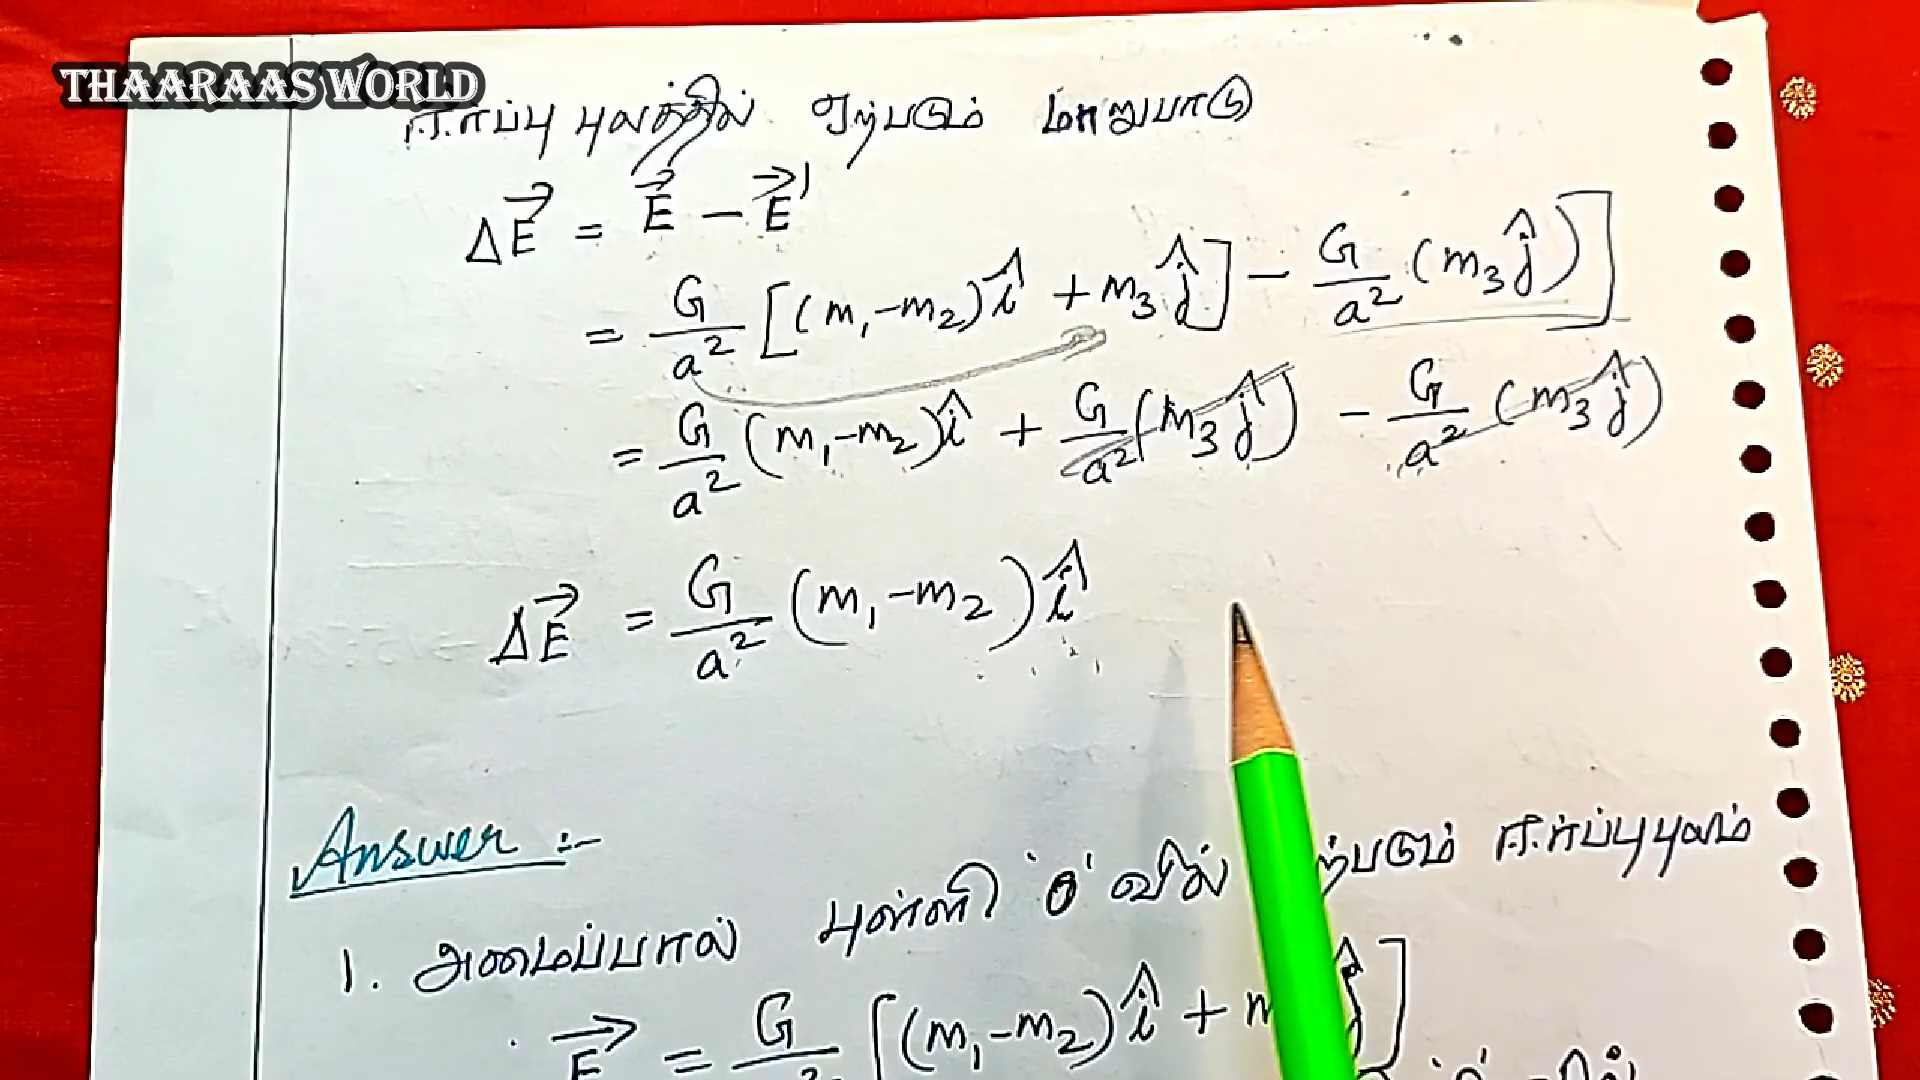 THAARAAS WORLD
ஈர்ப்பு புலத்தில் ஏற்படும் மாறுபாடு
ΔE⃗ = E⃗ − E⃗'
= G/a² [(m₁−m₂)î + m₃ĵ] − G/a² (m₃ĵ)]
= G/a² (m₁−m₂)î + G/a² (m₃ĵ) − G/a² (m₃ĵ)
ΔE⃗ = G/a² (m₁−m₂)î
Answer :-
1. அமைப்பால் புள்ளி 'O' வில் ஈர்ப்புபுலம்
E⃗ = G [(m₁−m₂)î + ]